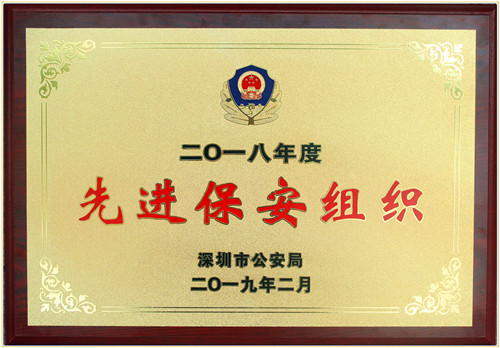 二〇一八年度
先进保安组织
深圳市公安局
二〇一九年二月